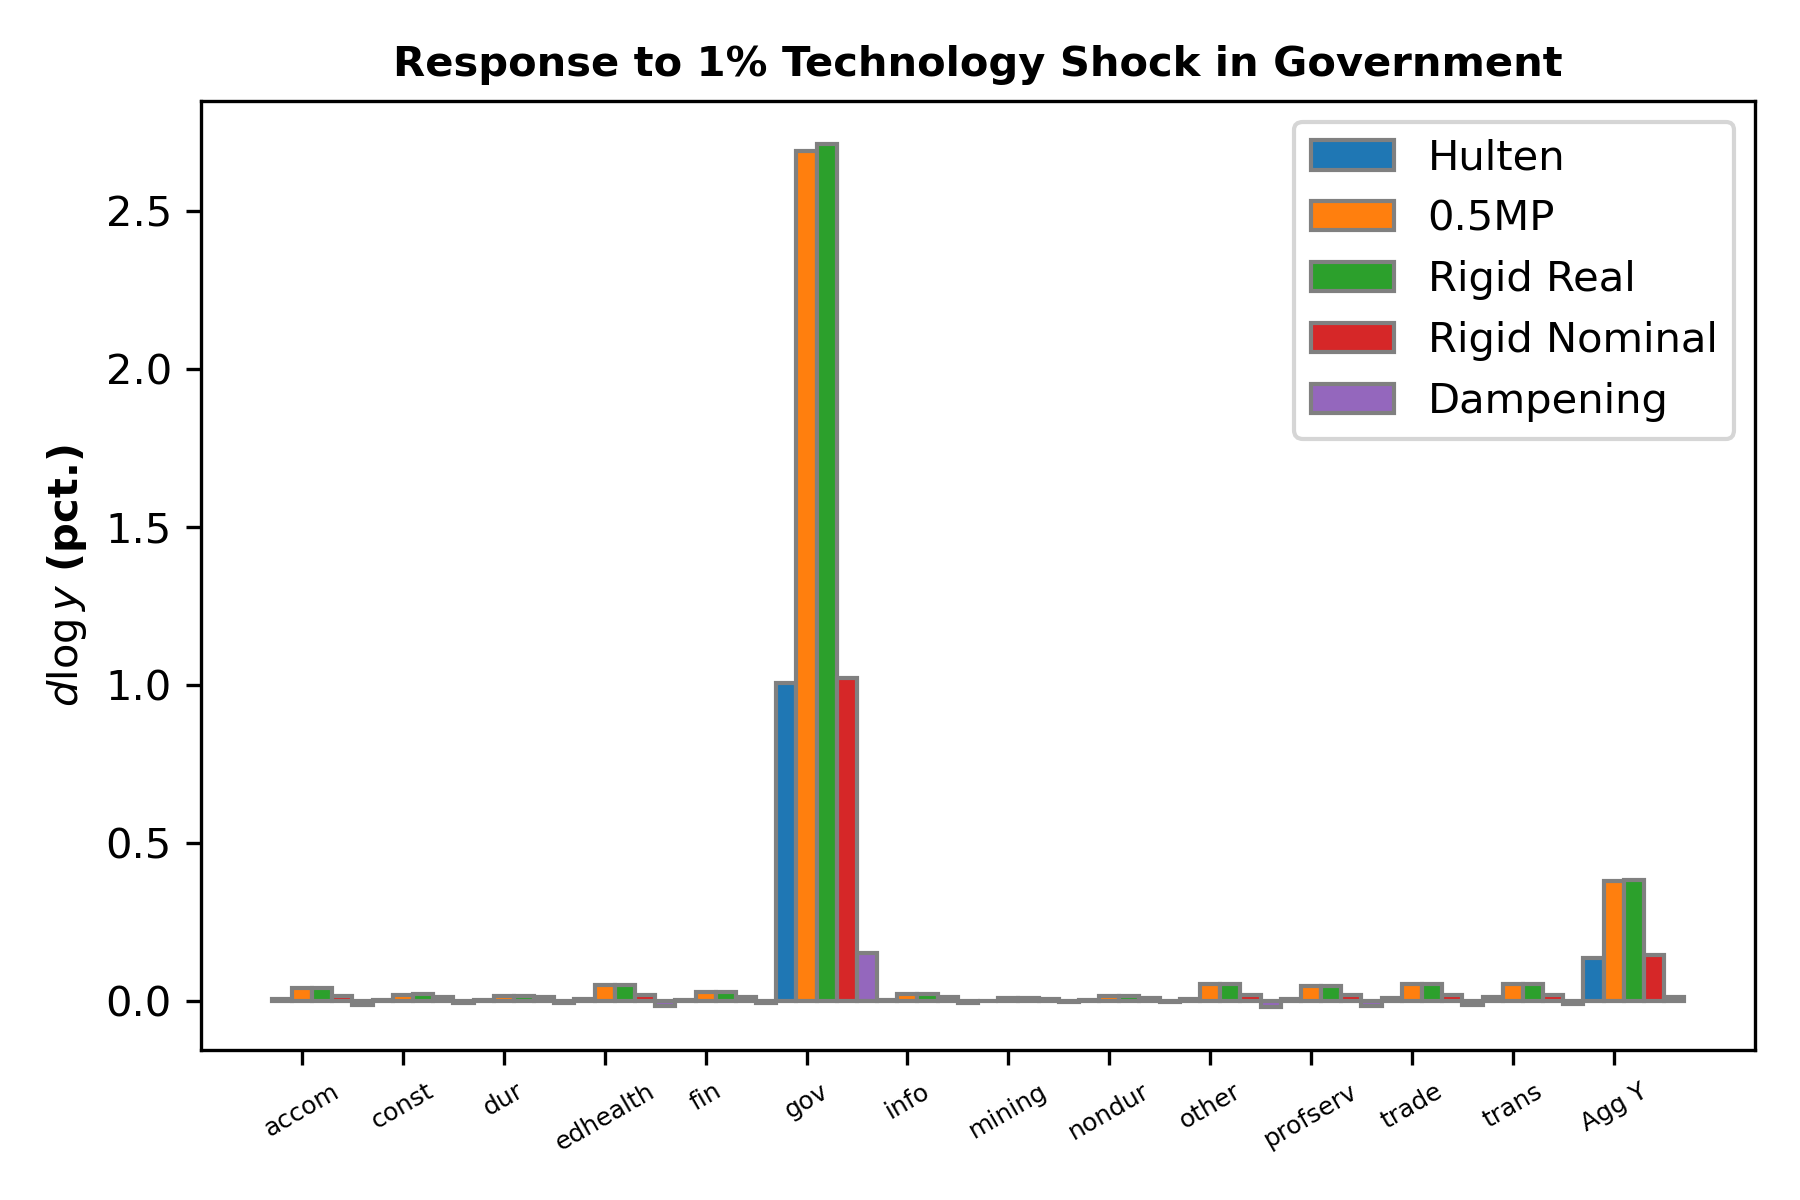 Response to 1% Technology Shock in Government
Hulten
0.5MP
Rigid Real
Rigid Nominal
Dampening
dlog y (pct.)
2.5
2.0
1.5
1.0
0.5
0.0
accom const dur edhealth fin gov info mining nondur other profserv trade trans Agg Y